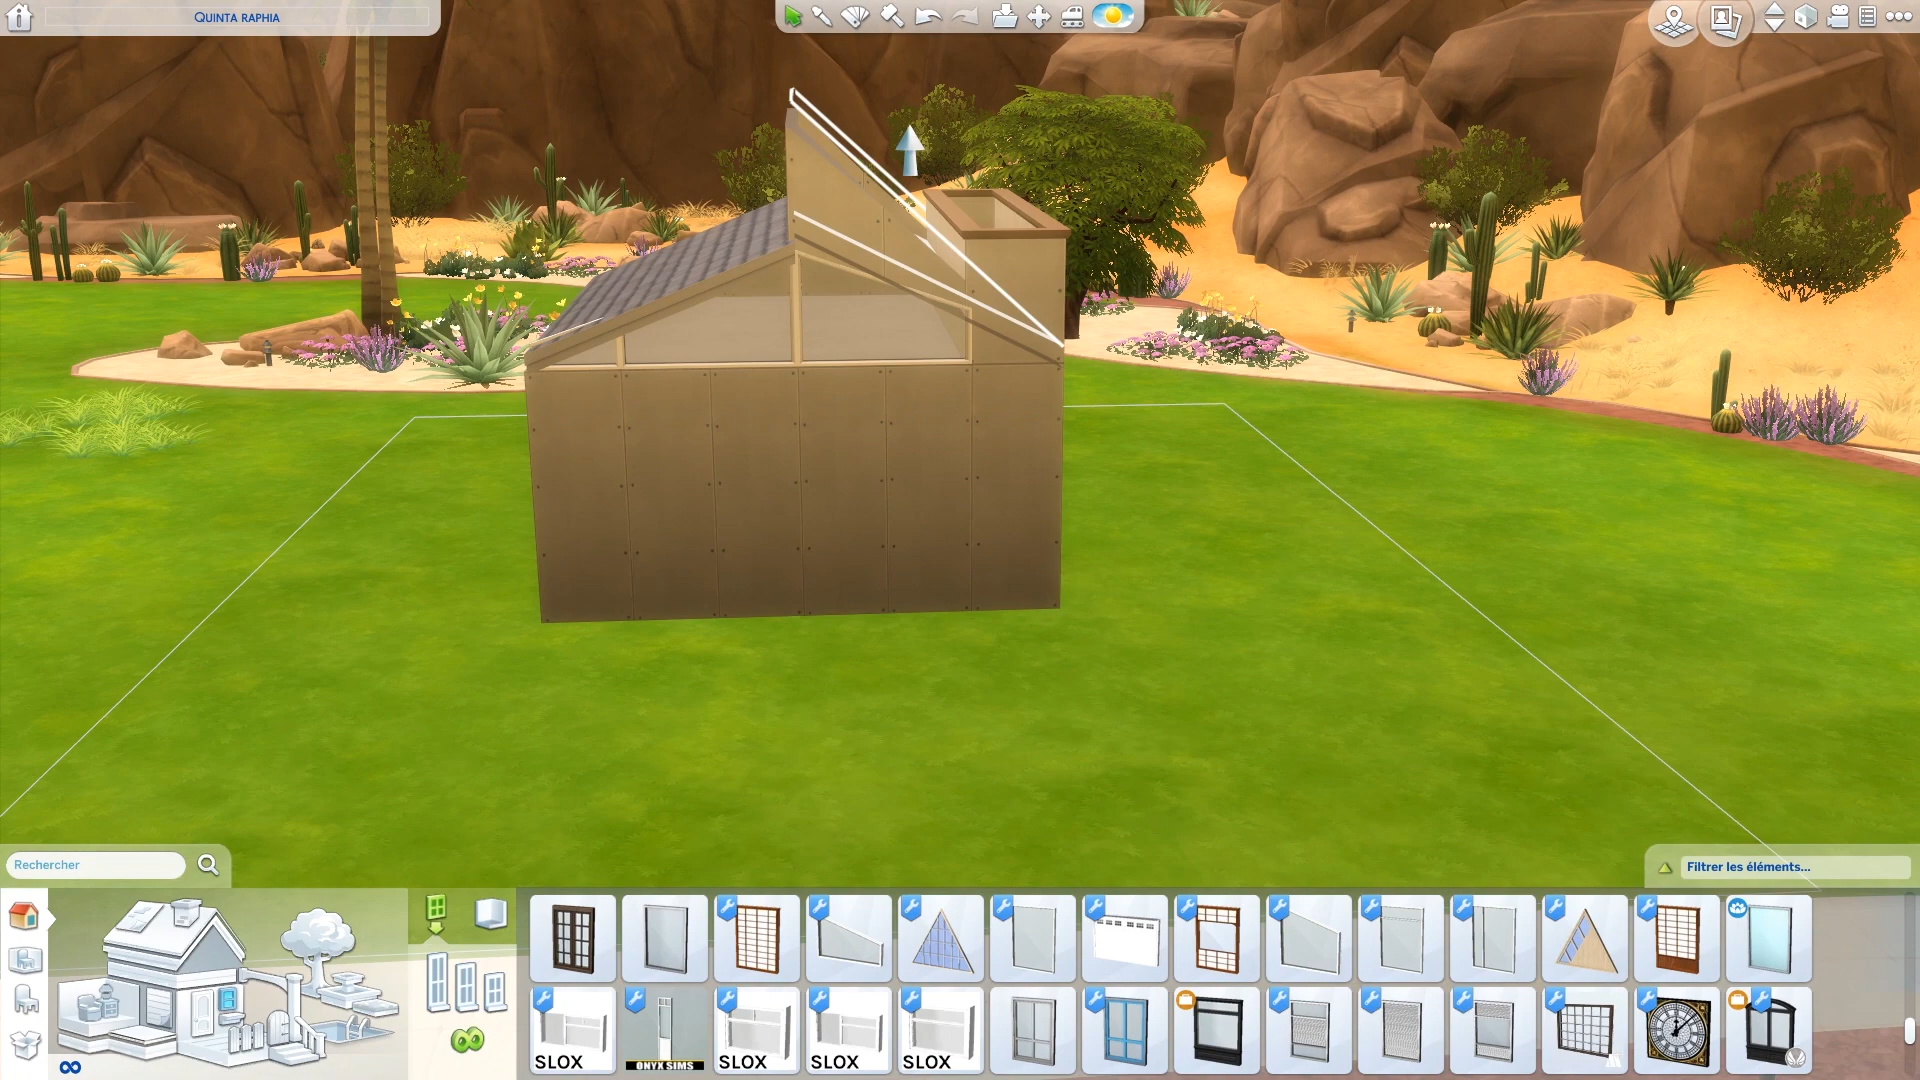 Quinta raphia
Rechercher
Filtrer les éléments...
SLOX
ONYX SIMS
SLOX
SLOX
SLOX